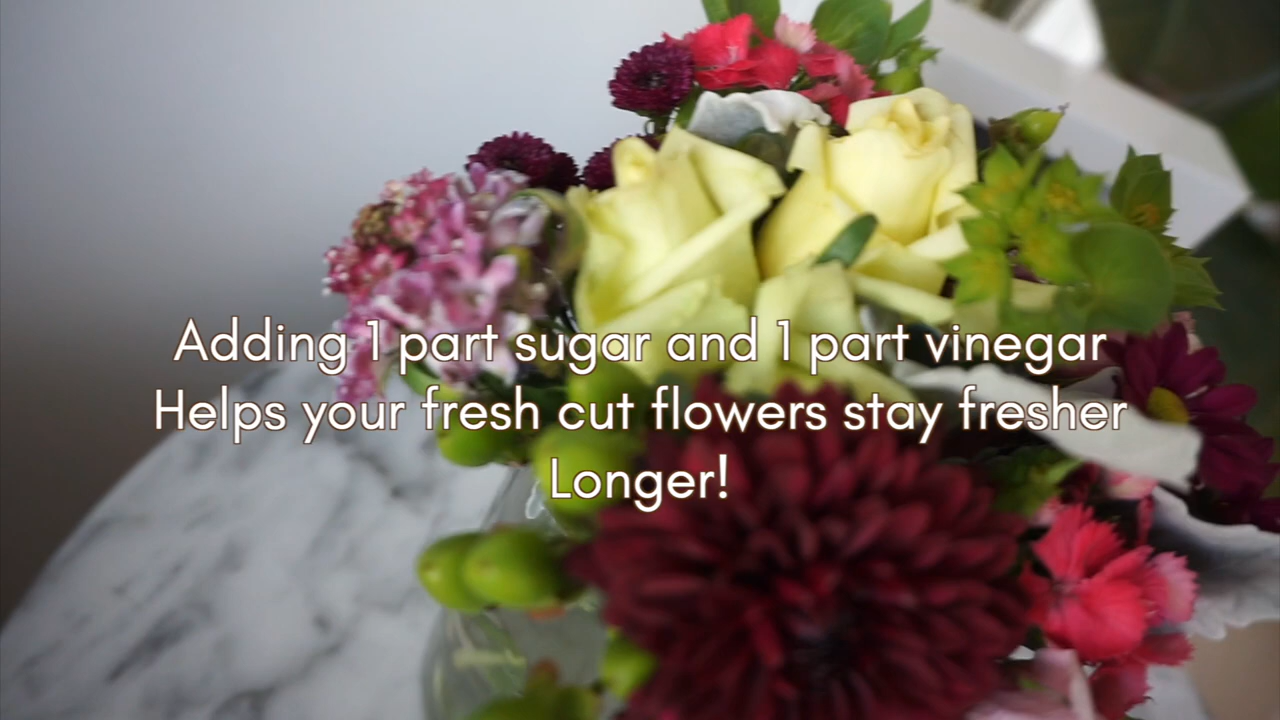 Adding 1 part sugar and 1 part vinegar
Helps your fresh cut flowers stay fresher
Longer!